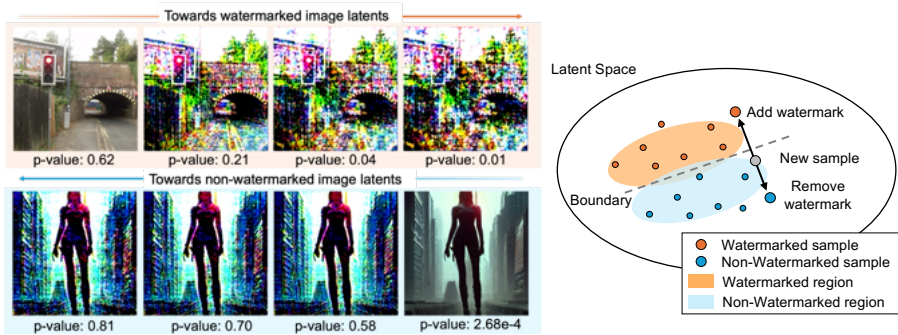 Towards watermarked image latents
p-value: 0.62
p-value: 0.21
p-value: 0.04
p-value: 0.01
Towards non-watermarked image latents
p-value: 0.81
p-value: 0.70
p-value: 0.58
p-value: 2.68e-4
Latent Space
Add watermark
New sample
Boundary
Remove
watermark
Watermarked sample
Non-Watermarked sample
Watermarked region
Non-Watermarked region